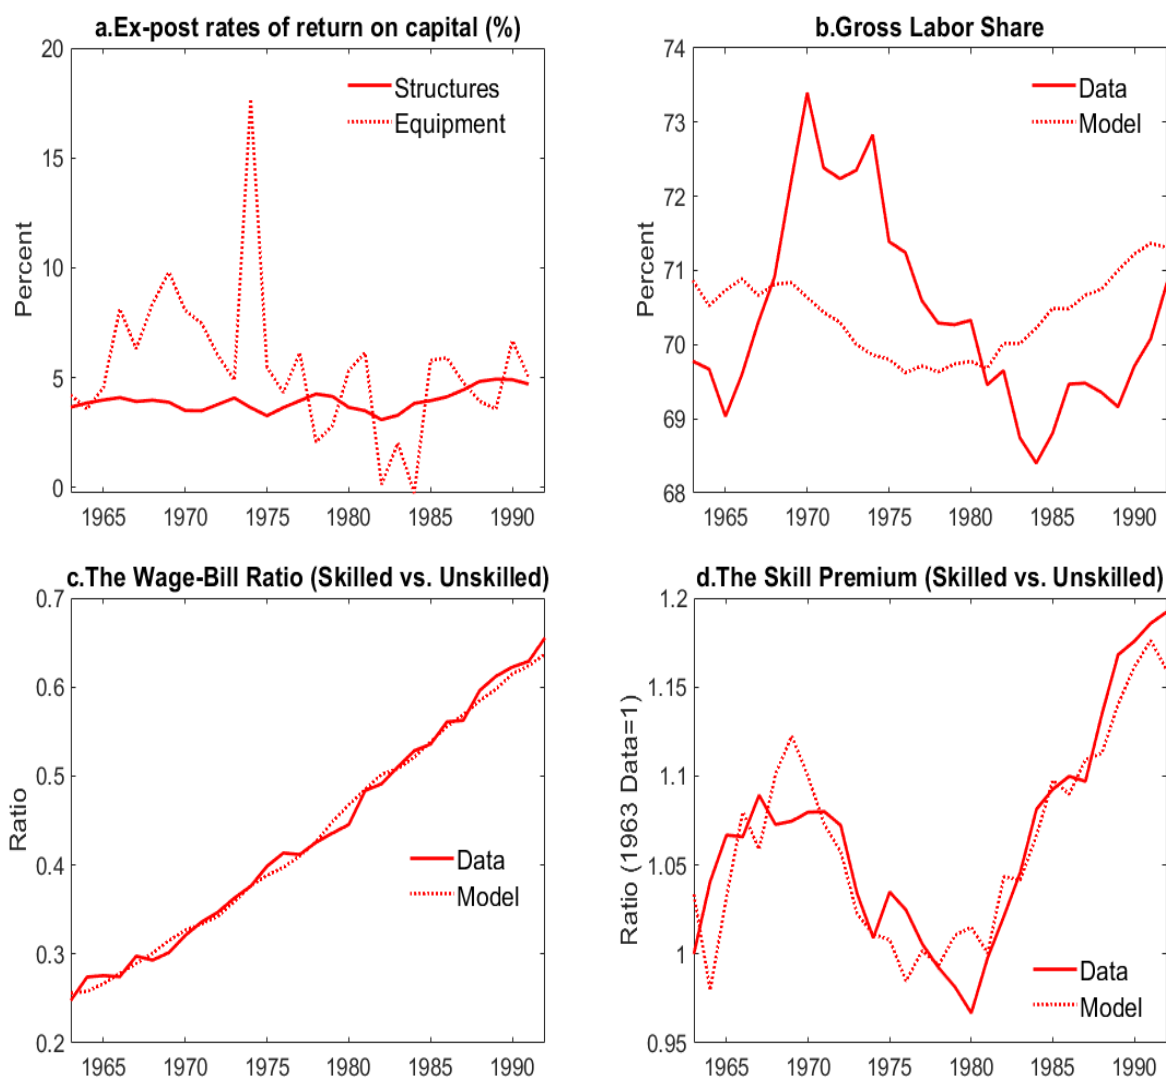 a.Ex-post rates of return on capital (%)
20
15
10
5
0
Percent
Structures
Equipment
1965 1970 1975 1980 1985 1990
b.Gross Labor Share
74
73
72
71
70
69
68
Percent
Data
Model
1965 1970 1975 1980 1985 1990
c.The Wage-Bill Ratio (Skilled vs. Unskilled)
0.7
0.6
0.5
0.4
0.3
0.2
Ratio
Data
Model
1965 1970 1975 1980 1985 1990
d.The Skill Premium (Skilled vs. Unskilled)
1.2
1.15
1.1
1.05
1
0.95
Ratio (1963 Data=1)
Data
Model
1965 1970 1975 1980 1985 1990